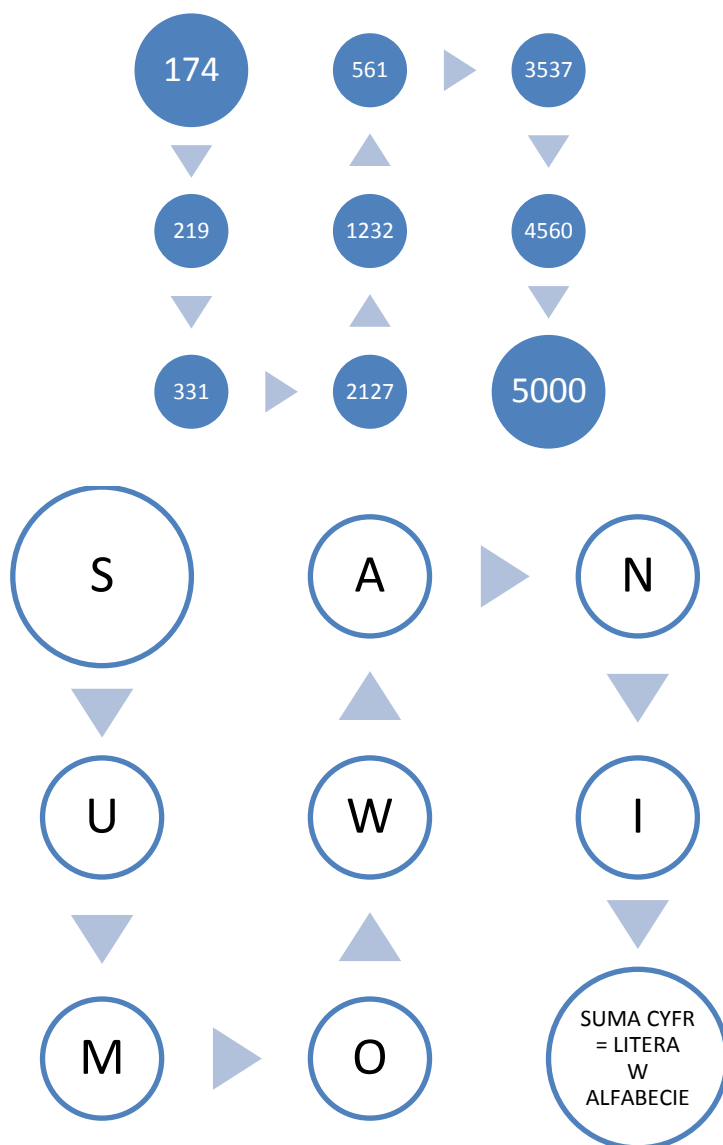 174 561 3537
219 1232 4560
331 2127 5000
S A N
U W I
M O
SUMA CYFR
= LITERA
W
ALFABECIE